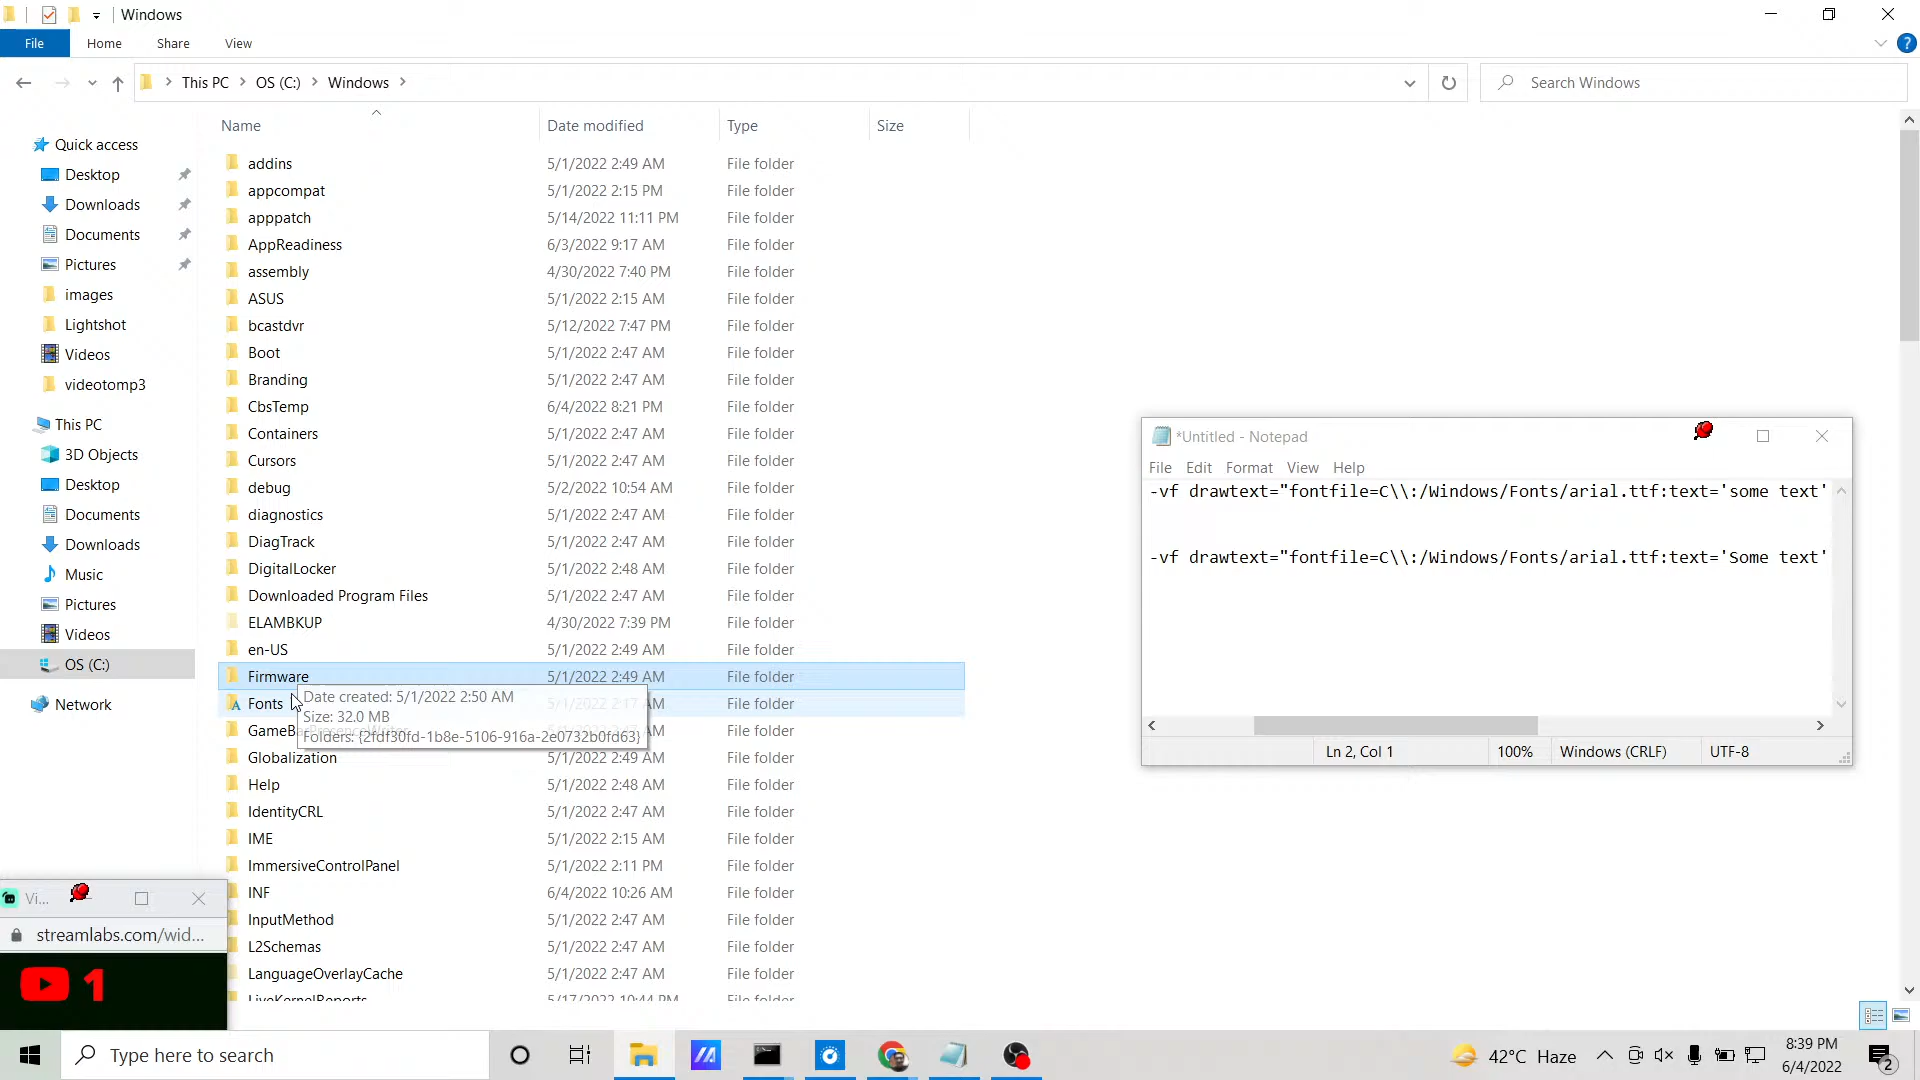 Windows
File Home Share View
This PC OS (C:) Windows
Search Windows
Name Date modified Type Size
Quick access
Desktop
Downloads
Documents
Pictures
images
Lightshot
Videos
videotomp3
This PC
3D Objects
Desktop
Documents
Downloads
Music
Pictures
Videos
OS (C:)
Network
addins 5/1/2022 2:49 AM File folder
appcompat 5/1/2022 2:15 PM File folder
apppatch 5/14/2022 11:11 PM File folder
AppReadiness 6/3/2022 9:17 AM File folder
assembly 4/30/2022 7:40 PM File folder
ASUS 5/1/2022 2:15 AM File folder
bcastdvr 5/12/2022 7:47 PM File folder
Boot 5/1/2022 2:47 AM File folder
Branding 5/1/2022 2:47 AM File folder
CbsTemp 6/4/2022 8:21 PM File folder
Containers 5/1/2022 2:47 AM File folder
Cursors 5/1/2022 2:47 AM File folder
debug 5/2/2022 10:54 AM File folder
diagnostics 5/1/2022 2:47 AM File folder
DiagTrack 5/1/2022 2:47 AM File folder
DigitalLocker 5/1/2022 2:48 AM File folder
Downloaded Program Files 5/1/2022 2:47 AM File folder
ELAMBKUP 4/30/2022 7:39 PM File folder
en-US 5/1/2022 2:49 AM File folder
Firmware 5/1/2022 2:49 AM File folder
Fonts 5/1/2022 2:17 AM File folder
Date created: 5/1/2022 2:50 AM
Size: 32.0 MB
Folders: {2fdf30fd-1b8e-5106-916a-2e0732b0fd63}
File folder
Globalization 5/1/2022 2:49 AM File folder
Help 5/1/2022 2:48 AM File folder
IdentityCRL 5/1/2022 2:47 AM File folder
IME 5/1/2022 2:15 AM File folder
ImmersiveControlPanel 5/1/2022 2:11 PM File folder
INF 6/4/2022 10:26 AM File folder
InputMethod 5/1/2022 2:47 AM File folder
L2Schemas 5/1/2022 2:47 AM File folder
LanguageOverlayCache 5/1/2022 2:47 AM File folder
LiveKernelReports 5/17/2022 10:44 PM File folder
*Untitled - Notepad
File Edit Format View Help
-vf drawtext="fontfile=C\\:/Windows/Fonts/arial.ttf:text='some text'
-vf drawtext="fontfile=C\\:/Windows/Fonts/arial.ttf:text='Some text'
Ln 2, Col 1 100% Windows (CRLF) UTF-8
Vi...
streamlabs.com/wid...
1
Type here to search
42°C Haze
8:39 PM
6/4/2022
2